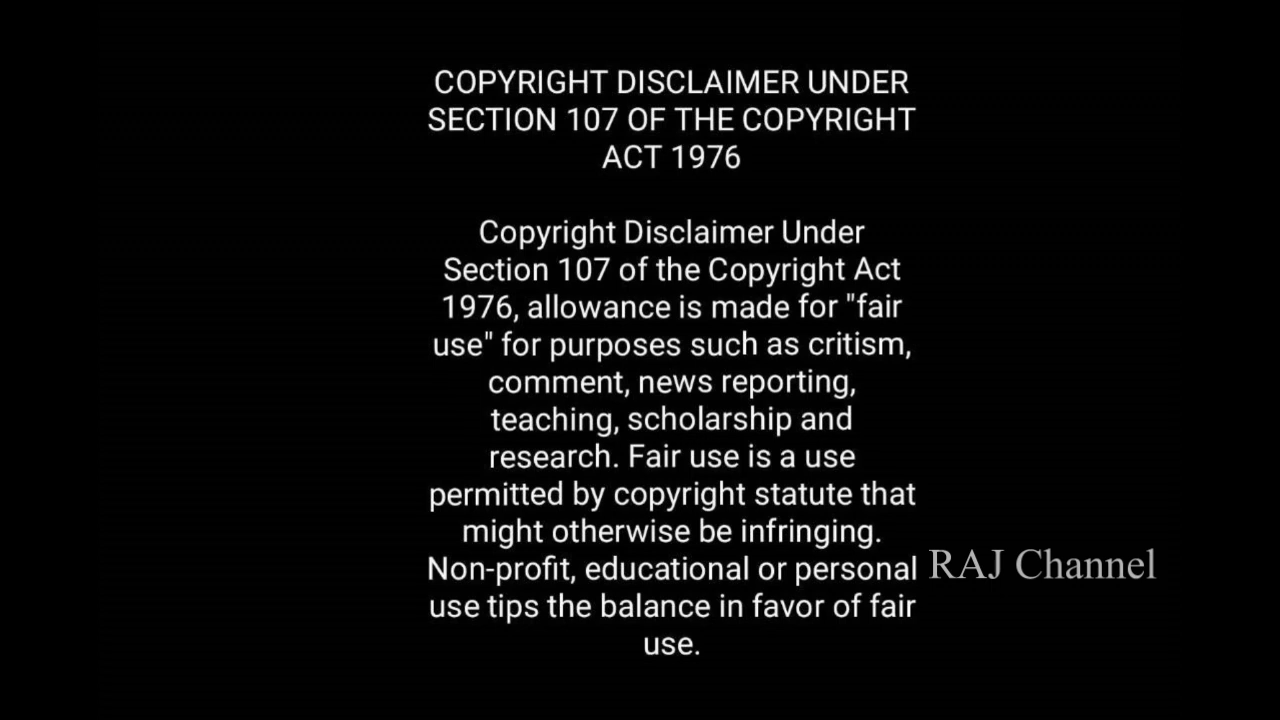 COPYRIGHT DISCLAIMER UNDER
SECTION 107 OF THE COPYRIGHT
ACT 1976
Copyright Disclaimer Under
Section 107 of the Copyright Act
1976, allowance is made for "fair
use" for purposes such as critism,
comment, news reporting,
teaching, scholarship and
research. Fair use is a use
permitted by copyright statute that
might otherwise be infringing.
Non-profit, educational or personal
use tips the balance in favor of fair
use.
RAJ Channel